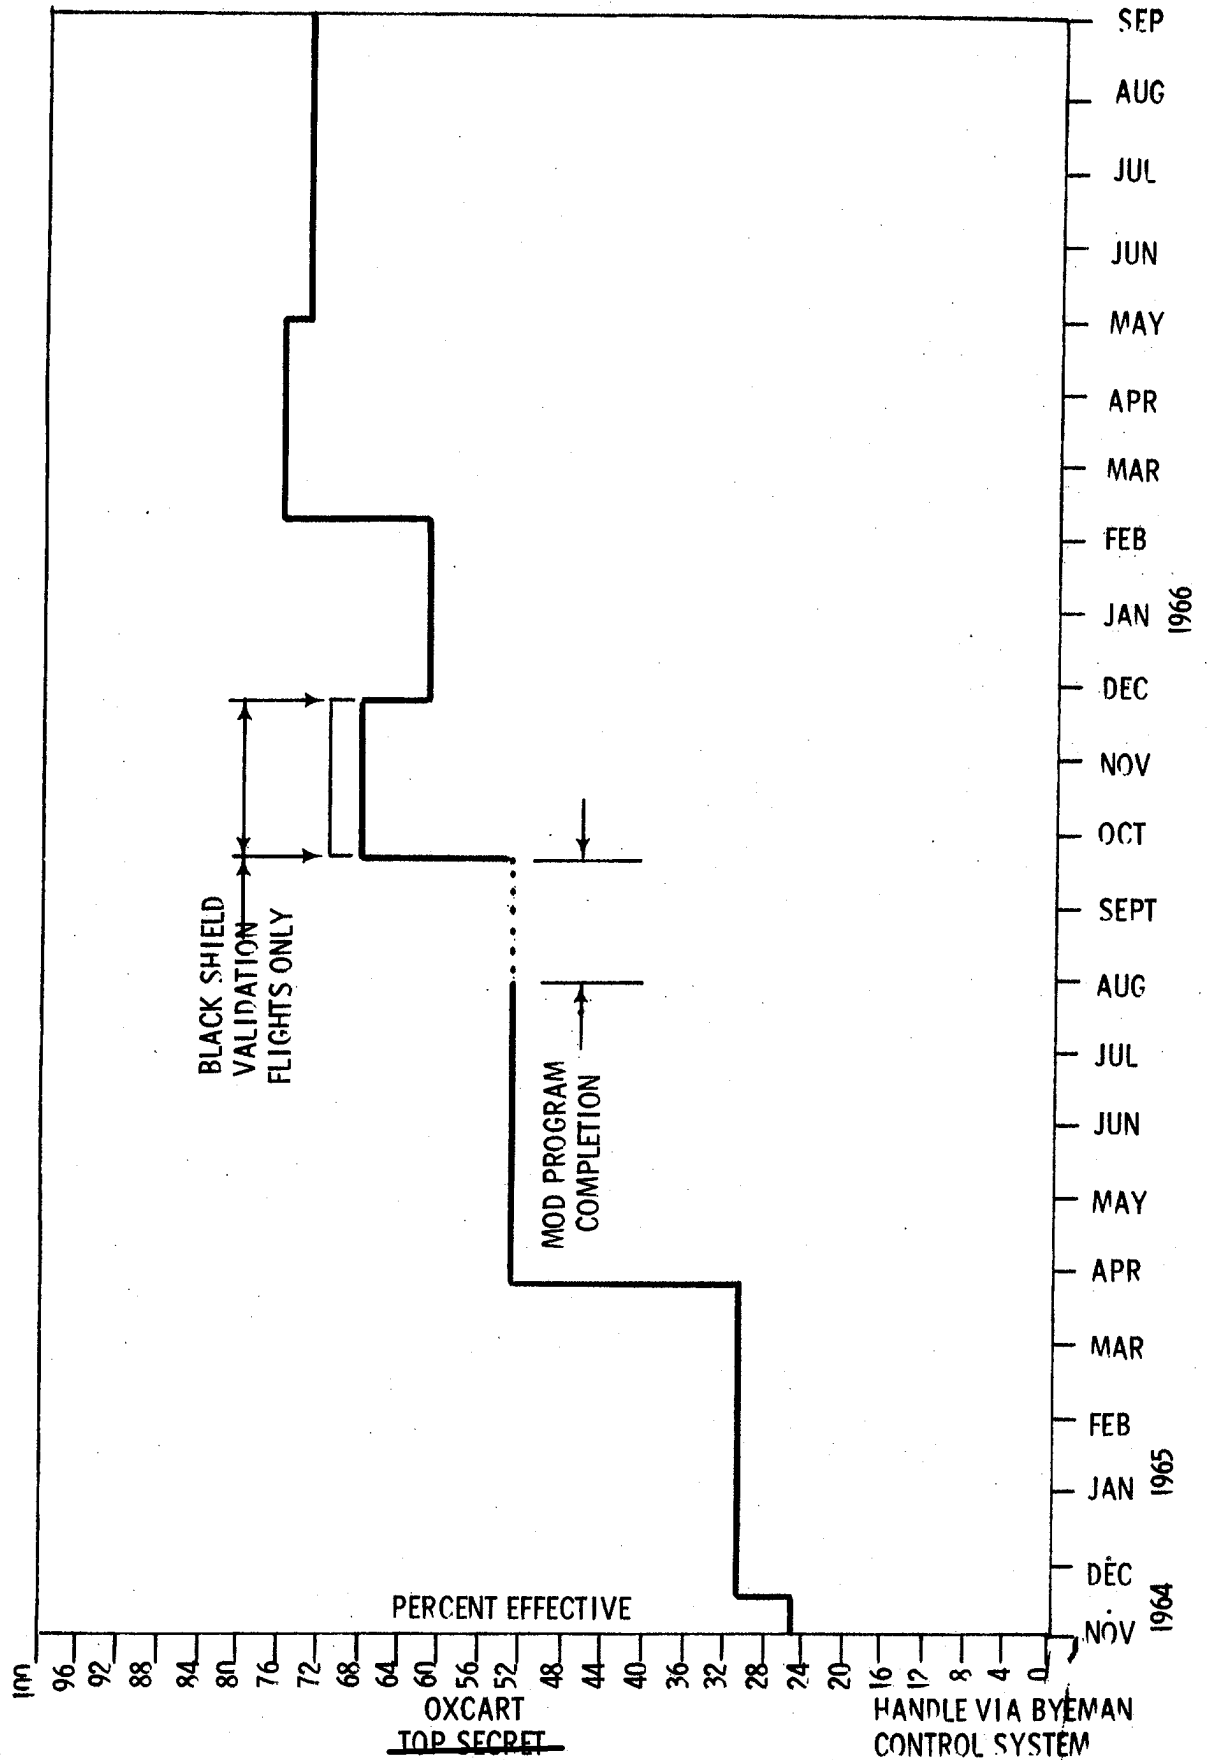 SEP
AUG
JUL
JUN
MAY
APR
MAR
FEB
JAN
1966
DEC
NOV
OCT
SEPT
AUG
JUL
JUN
MAY
APR
MAR
FEB
JAN
1965
DEC
NOV
1964
BLACK SHIELD
VALIDATION
FLIGHTS ONLY
MOD PROGRAM
COMPLETION
PERCENT EFFECTIVE
100 96 92 88 84 80 76 72 68 64 60 56 52 48 44 40 36 32 28 24 20 16 12 8 4 0
OXCART
TOP SECRET
HANDLE VIA BYEMAN
CONTROL SYSTEM